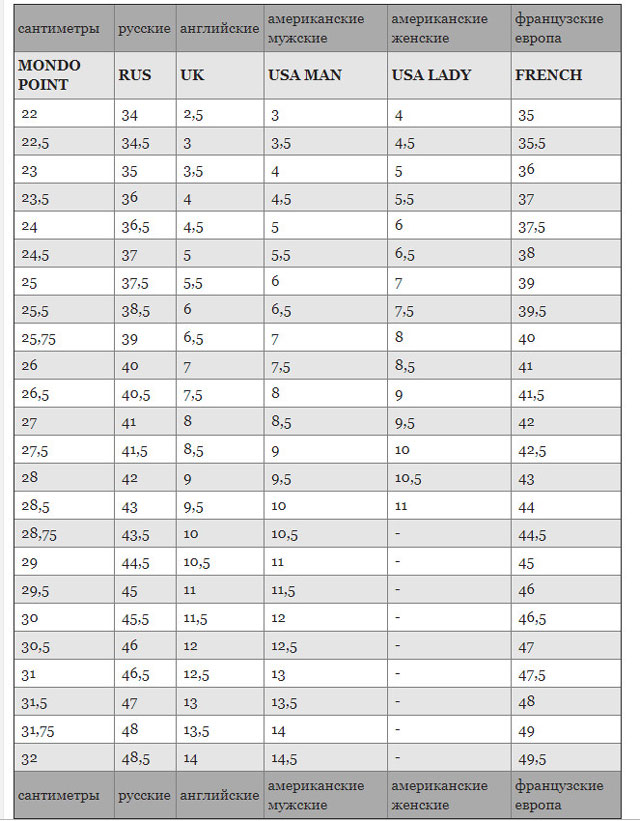 сантиметры русские английские американские мужские американские женские французские европа
MONDO POINT RUS UK USA MAN USA LADY FRENCH
22 34 2,5 3 4 35
22,5 34,5 3 3,5 4,5 35,5
23 35 3,5 4 5 36
23,5 36 4 4,5 5,5 37
24 36,5 4,5 5 6 37,5
24,5 37 5 5,5 6,5 38
25 37,5 5,5 6 7 39
25,5 38,5 6 6,5 7,5 39,5
25,75 39 6,5 7 8 40
26 40 7 7,5 8,5 41
26,5 40,5 7,5 8 9 41,5
27 41 8 8,5 9,5 42
27,5 41,5 8,5 9 10 42,5
28 42 9 9,5 10,5 43
28,5 43 9,5 10 11 44
28,75 43,5 10 10,5 - 44,5
29 44,5 10,5 11 - 45
29,5 45 11 11,5 - 46
30 45,5 11,5 12 - 46,5
30,5 46 12 12,5 - 47
31 46,5 12,5 13 - 47,5
31,5 47 13 13,5 - 48
31,75 48 13,5 14 - 49
32 48,5 14 14,5 - 49,5
сантиметры русские английские американские мужские американские женские французские европа